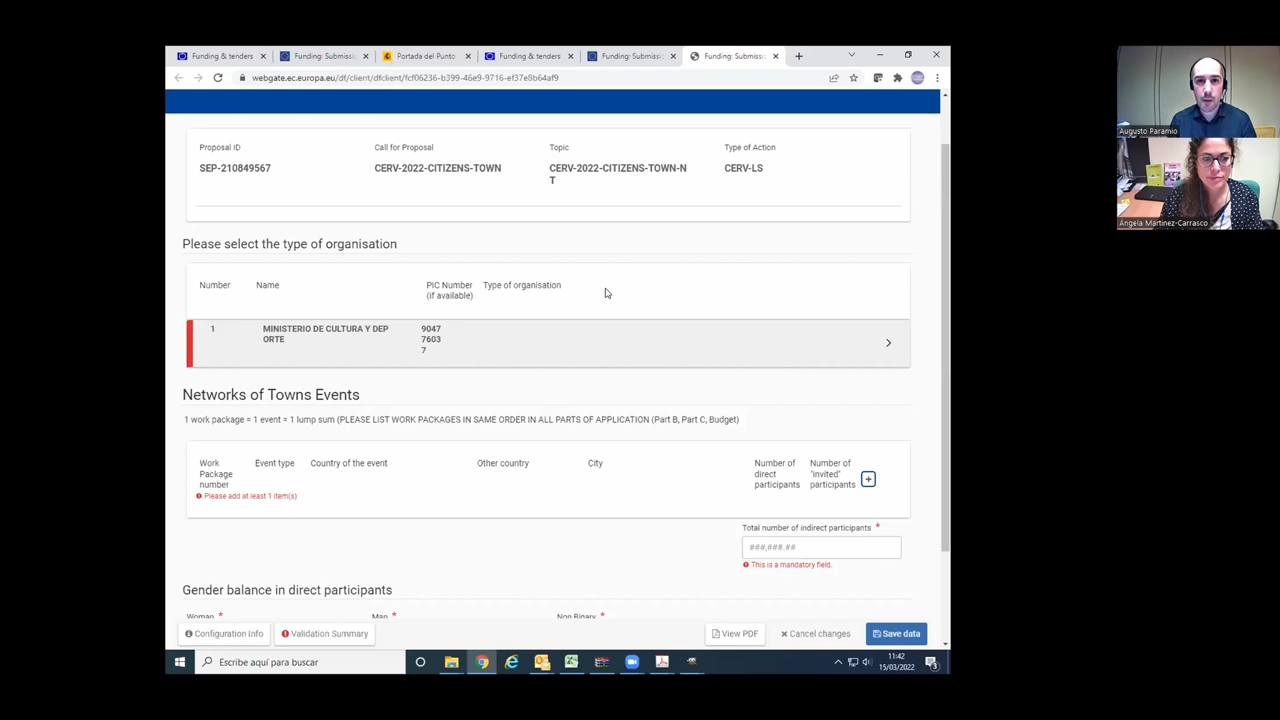 Funding & tenders
Funding: Submissi
Portada del Punto
Funding & tenders
Funding: Submissi
Funding: Submissi
webgate.ec.europa.eu/df/client/dfclient/fcf06236-b399-46e9-9716-ef37e8b64af9
Proposal ID
Call for Proposal
Topic
Type of Action
SEP-210849567
CERV-2022-CITIZENS-TOWN
CERV-2022-CITIZENS-TOWN-N
T
CERV-LS
Please select the type of organisation
Number
Name
PIC Number
(if available)
Type of organisation
1
MINISTERIO DE CULTURA Y DEP
ORTE
9047
7603
7
Networks of Towns Events
1 work package = 1 event = 1 lump sum (PLEASE LIST WORK PACKAGES IN SAME ORDER IN ALL PARTS OF APPLICATION (Part B, Part C, Budget)
Work
Package
number
Event type
Country of the event
Other country
City
Number of
direct
participants
Number of
"invited"
participants
Please add at least 1 item(s)
Total number of indirect participants *
###,###.##
This is a mandatory field.
Gender balance in direct participants
Woman *
Man *
Non Binary *
Configuration Info
Validation Summary
View PDF
Cancel changes
Save data
Escribe aquí para buscar
11:42
15/03/2022
3
Augusto Paramio
Angela Martinez-Carrasco